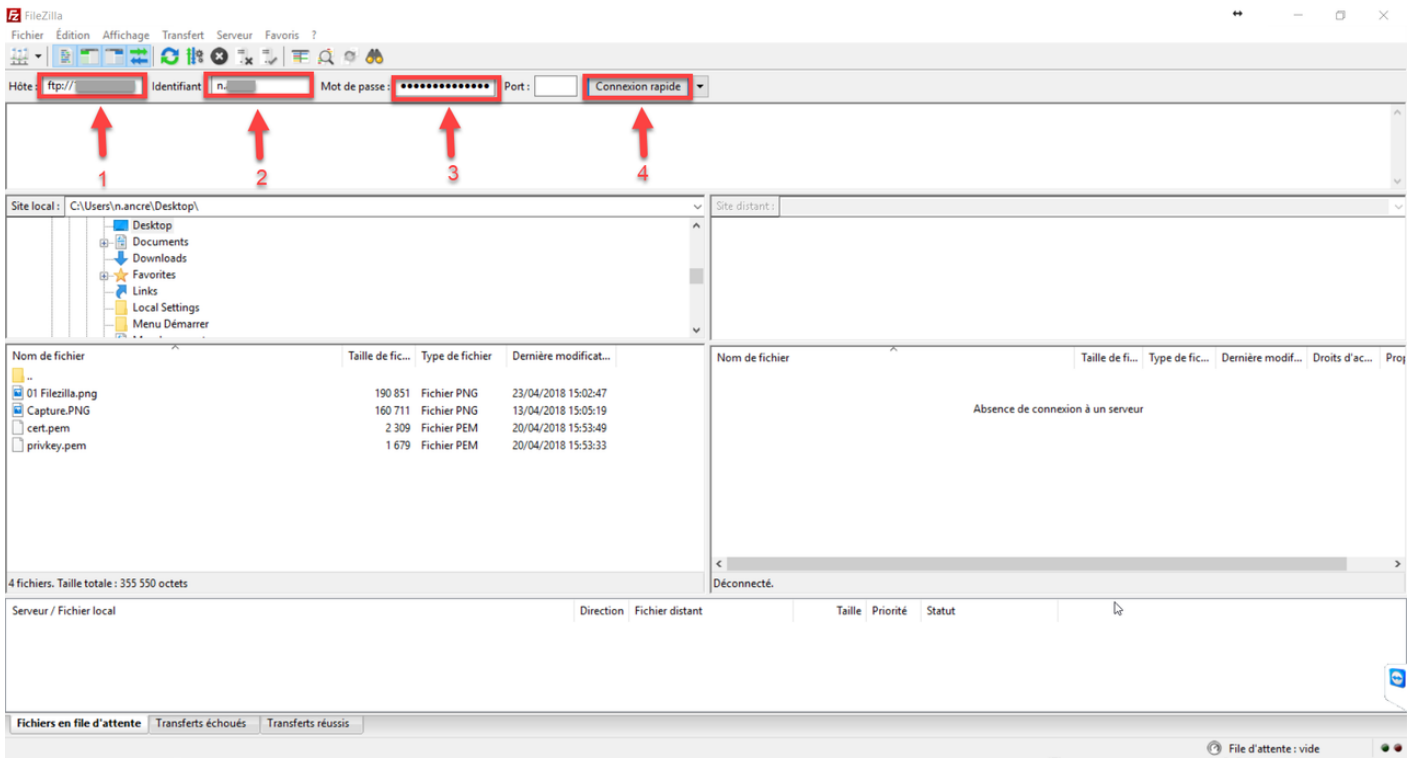 FileZilla
Fichier Édition Affichage Transfert Serveur Favoris ?
Hôte : ftp:// Identifiant n. Mot de passe : •••••••••••••• Port : Connexion rapide
1 2 3 4
Site local : C:\Users\n.ancre\Desktop\
Site distant :
Desktop
Documents
Downloads
Favorites
Links
Local Settings
Menu Démarrer
Nom de fichier Taille de fic... Type de fichier Dernière modificat...
..
01 Filezilla.png 190 851 Fichier PNG 23/04/2018 15:02:47
Capture.PNG 160 711 Fichier PNG 13/04/2018 15:05:19
cert.pem 2 309 Fichier PEM 20/04/2018 15:53:49
privkey.pem 1 679 Fichier PEM 20/04/2018 15:53:33
4 fichiers. Taille totale : 355 550 octets
Nom de fichier Taille de fi... Type de fic... Dernière modif... Droits d'ac... Prop
Absence de connexion à un serveur
Déconnecté.
Serveur / Fichier local Direction Fichier distant Taille Priorité Statut
Fichiers en file d'attente Transferts échoués Transferts réussis
File d'attente : vide